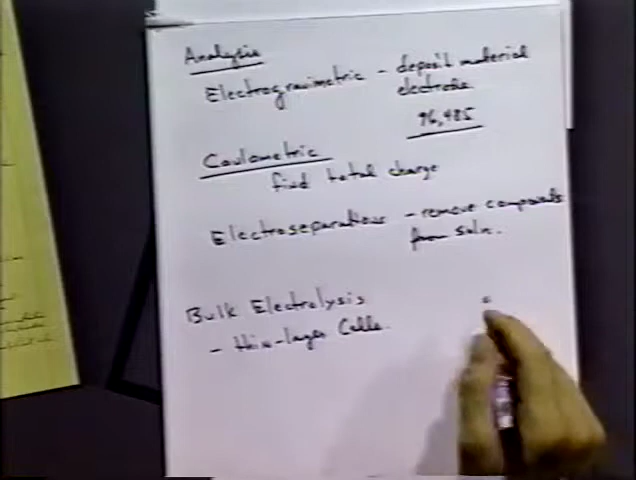 Analysis
Electrogravimetric - deposit material
electrode
96,485
Coulometric
find total charge
Electroseparations - remove components
from soln.
Bulk Electrolysis
- thin-layer Cells.